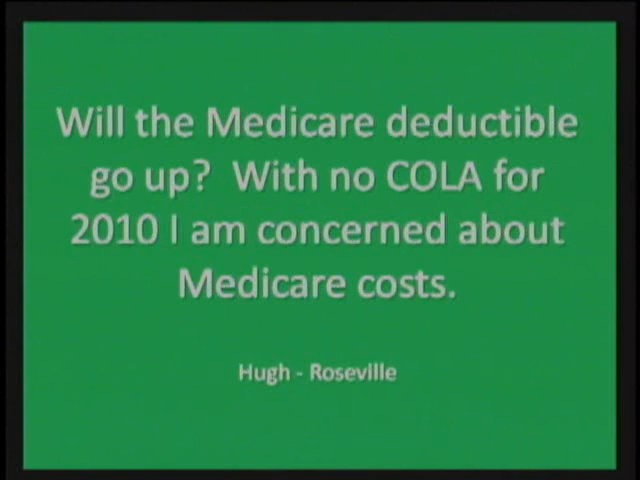 Will the Medicare deductible
go up?  With no COLA for
2010 I am concerned about
Medicare costs.
Hugh - Roseville